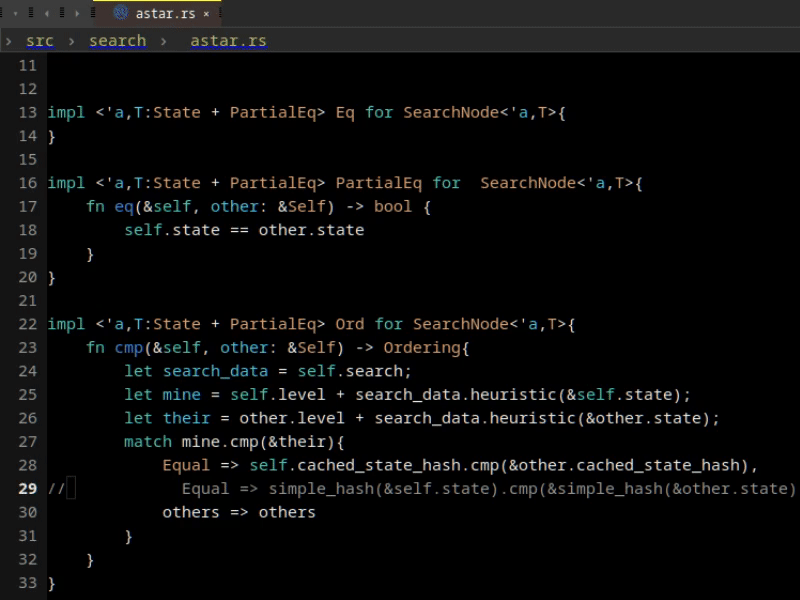 astar.rs ×
› src › search › astar.rs
11
12
13 impl <'a,T:State + PartialEq> Eq for SearchNode<'a,T>{
14 }
15
16 impl <'a,T:State + PartialEq> PartialEq for  SearchNode<'a,T>{
17     fn eq(&self, other: &Self) -> bool {
18         self.state == other.state
19     }
20 }
21
22 impl <'a,T:State + PartialEq> Ord for SearchNode<'a,T>{
23     fn cmp(&self, other: &Self) -> Ordering{
24         let search_data = self.search;
25         let mine = self.level + search_data.heuristic(&self.state);
26         let their = other.level + search_data.heuristic(&other.state);
27         match mine.cmp(&their){
28             Equal => self.cached_state_hash.cmp(&other.cached_state_hash),
29 //            Equal => simple_hash(&self.state).cmp(&simple_hash(&other.state)
30             others => others
31         }
32     }
33 }